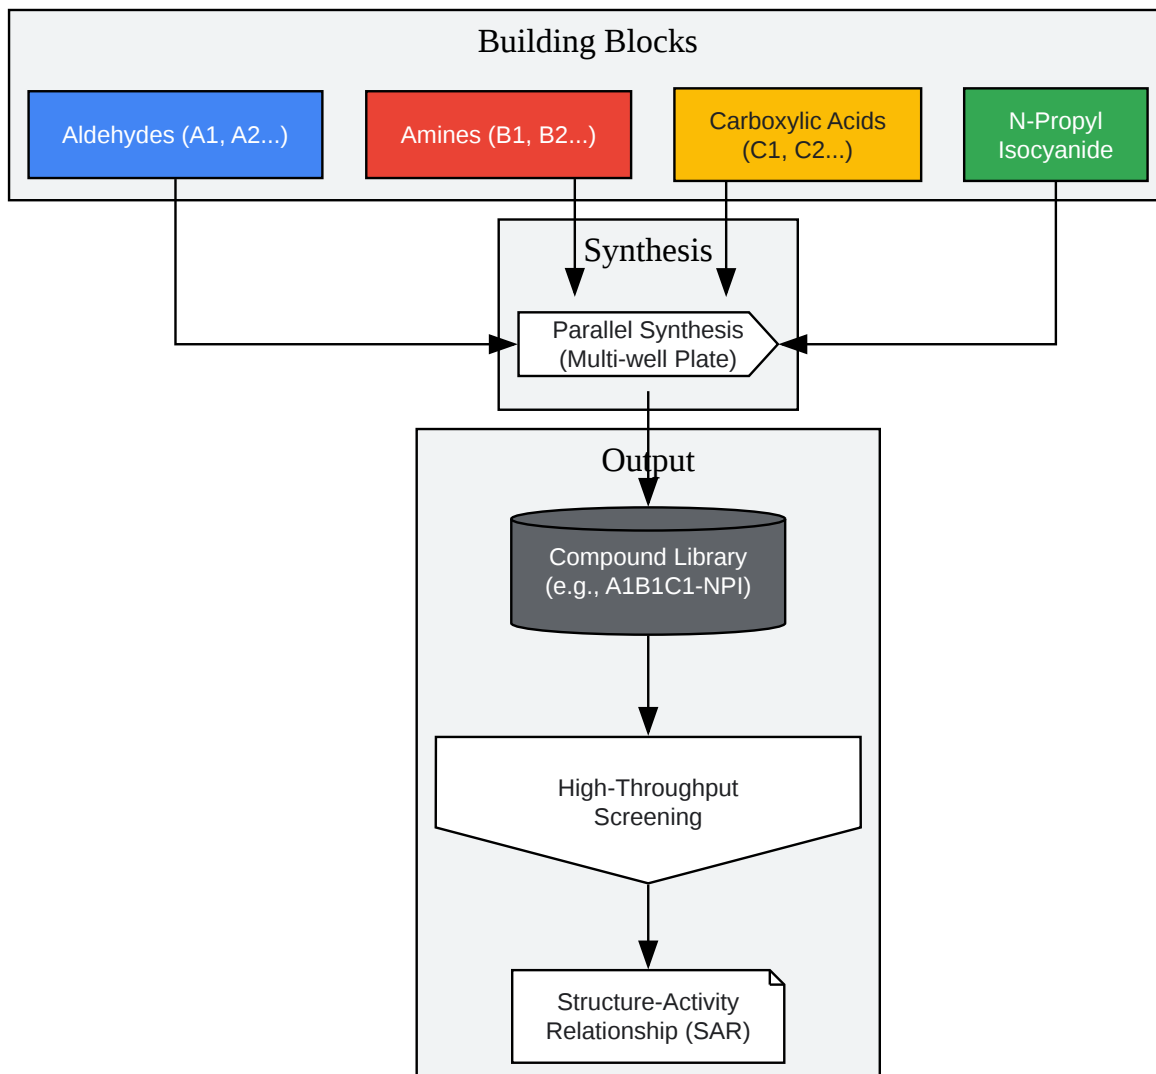 Building Blocks
Aldehydes (A1, A2...)
Amines (B1, B2...)
Carboxylic Acids
(C1, C2...)
N-Propyl
Isocyanide
Synthesis
Parallel Synthesis
(Multi-well Plate)
Output
Compound Library
(e.g., A1B1C1-NPI)
High-Throughput
Screening
Structure-Activity
Relationship (SAR)